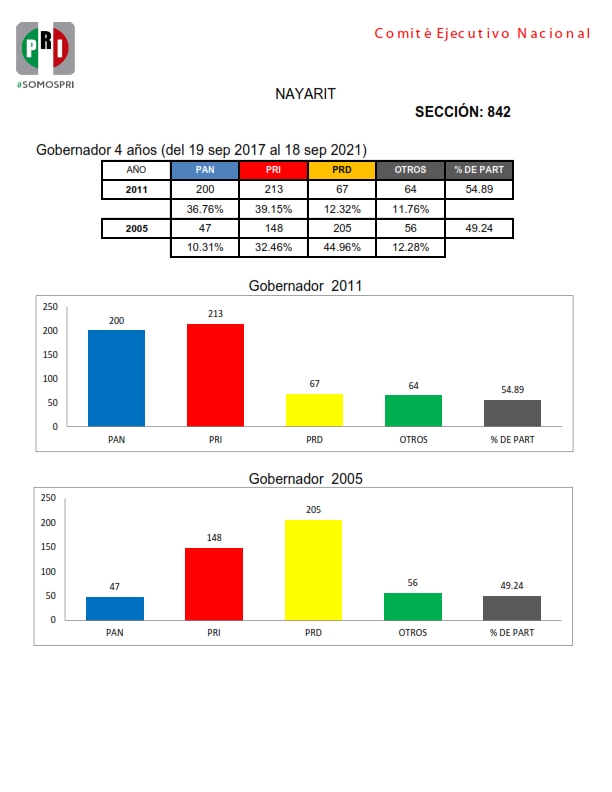 Comité Ejecutivo Nacional
PRI
#SOMOSPRI
NAYARIT
SECCIÓN: 842
Gobernador 4 años (del 19 sep 2017 al 18 sep 2021)
AÑO PAN PRI PRD OTROS % DE PART
2011 200 213 67 64 54.89
36.76% 39.15% 12.32% 11.76%
2005 47 148 205 56 49.24
10.31% 32.46% 44.96% 12.28%
Gobernador 2011
250
200
150
100
50
0
200 213 67 64 54.89
PAN PRI PRD OTROS % DE PART
Gobernador 2005
250
200
150
100
50
0
47 148 205 56 49.24
PAN PRI PRD OTROS % DE PART